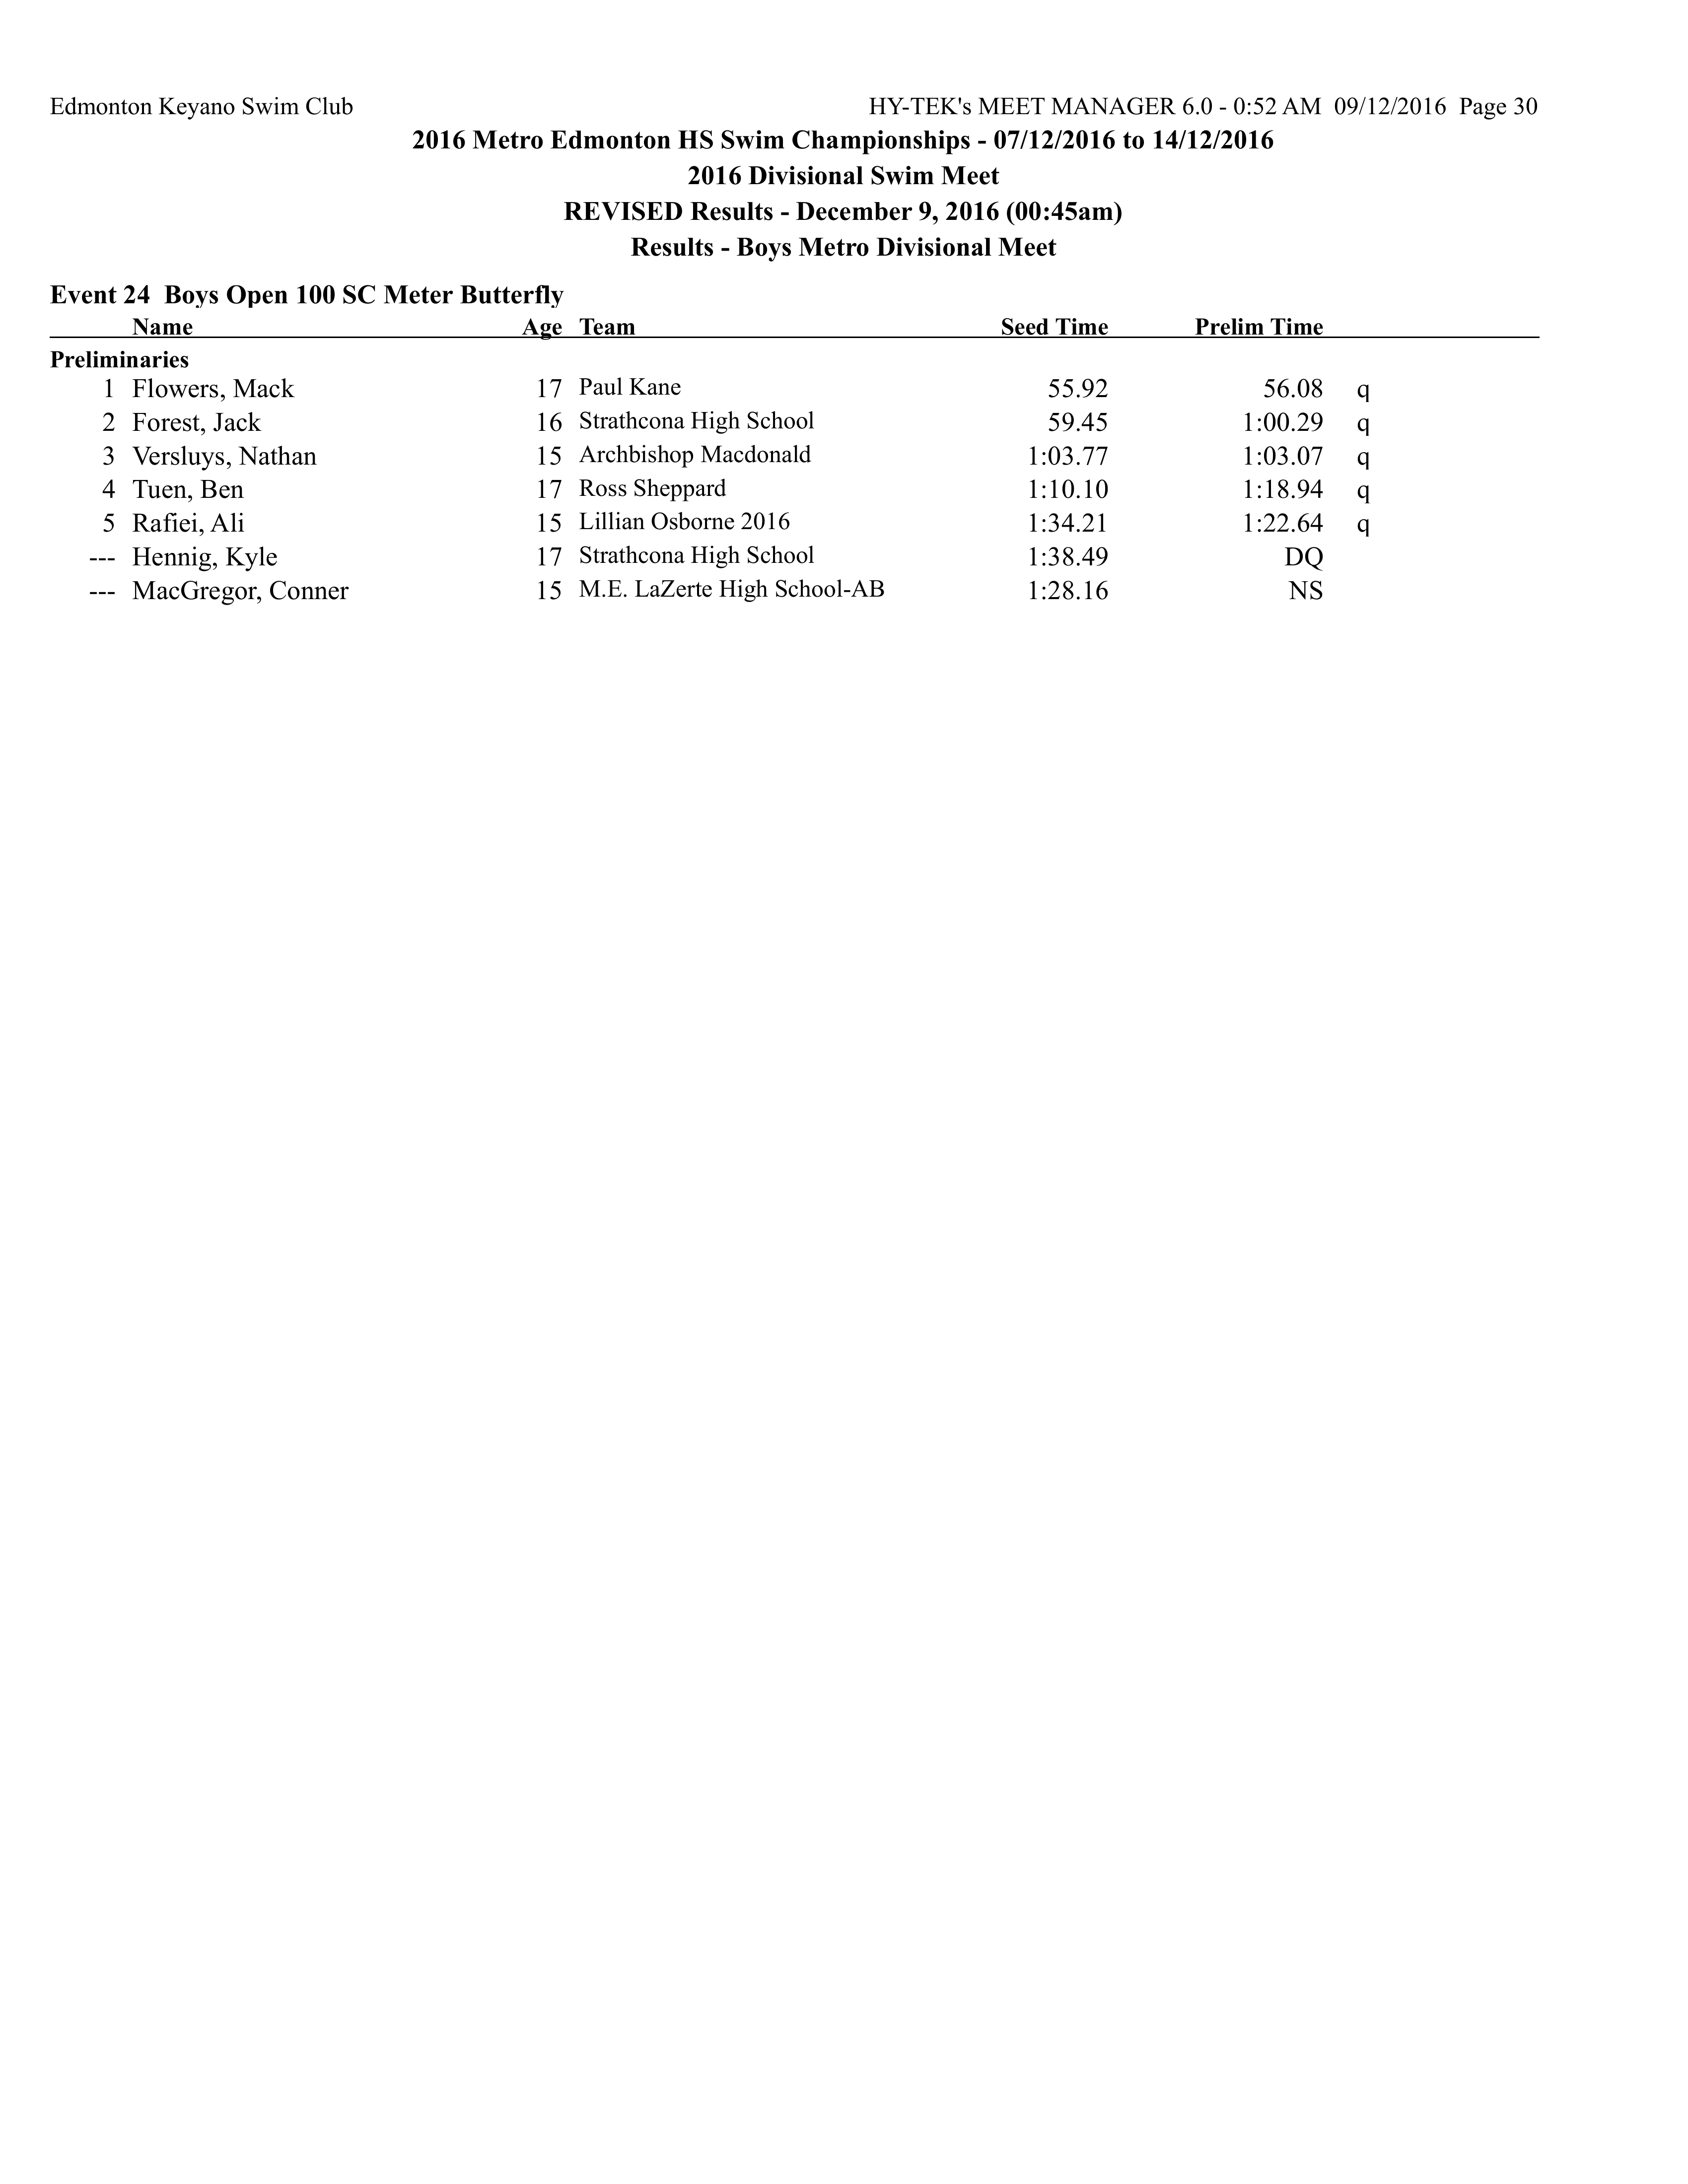 Edmonton Keyano Swim Club HY-TEK's MEET MANAGER 6.0 - 0:52 AM 09/12/2016 Page 30
2016 Metro Edmonton HS Swim Championships - 07/12/2016 to 14/12/2016
2016 Divisional Swim Meet
REVISED Results - December 9, 2016 (00:45am)
Results - Boys Metro Divisional Meet
Event 24 Boys Open 100 SC Meter Butterfly
Name Age Team Seed Time Prelim Time
Preliminaries
1 Flowers, Mack 17 Paul Kane 55.92 56.08 q
2 Forest, Jack 16 Strathcona High School 59.45 1:00.29 q
3 Versluys, Nathan 15 Archbishop Macdonald 1:03.77 1:03.07 q
4 Tuen, Ben 17 Ross Sheppard 1:10.10 1:18.94 q
5 Rafiei, Ali 15 Lillian Osborne 2016 1:34.21 1:22.64 q
--- Hennig, Kyle 17 Strathcona High School 1:38.49 DQ
--- MacGregor, Conner 15 M.E. LaZerte High School-AB 1:28.16 NS